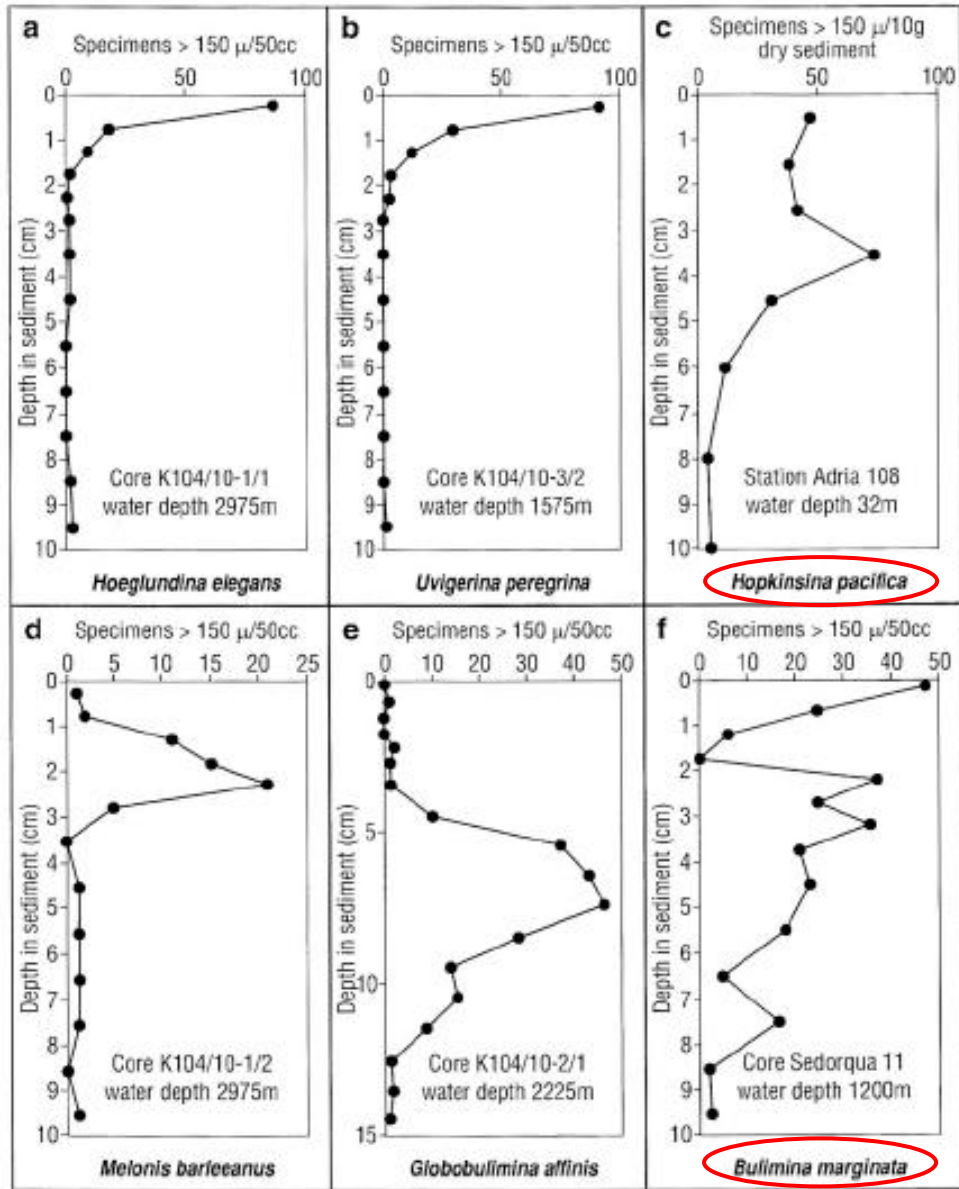 a
Specimens > 150 μ/50cc
0 50 100
0
1
2
3
4
5
6
7
8
9
10
Depth in sediment (cm)
Core K104/10-1/1
water depth 2975m
Hoeglundina elegans
b
Specimens > 150 μ/50cc
0 50 100
0
1
2
3
4
5
6
7
8
9
10
Depth in sediment (cm)
Core K104/10-3/2
water depth 1575m
Uvigerina peregrina
c
Specimens > 150 μ/10g
dry sediment
0 50 100
0
1
2
3
4
5
6
7
8
9
10
Depth in sediment (cm)
Station Adria 108
water depth 32m
Hopkinsina pacifica
d
Specimens > 150 μ/50cc
0 5 10 15 20 25
0
1
2
3
4
5
6
7
8
9
10
Depth in sediment (cm)
Core K104/10-1/2
water depth 2975m
Melonis barleeanus
e
Specimens > 150 μ/50cc
0 10 20 30 40 50
0
5
10
15
Depth in sediment (cm)
Core K104/10-2/1
water depth 2225m
Globobulimina affinis
f
Specimens > 150 μ/50cc
0 10 20 30 40 50
0
1
2
3
4
5
6
7
8
9
10
Depth in sediment (cm)
Core Sedorqua 11
water depth 1200m
Bulimina marginata